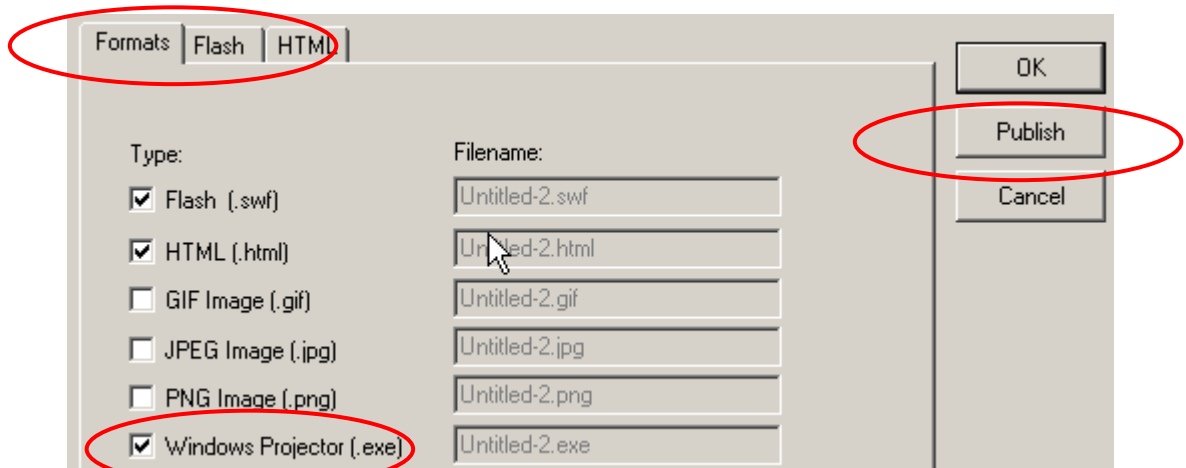 Formats Flash HTML
OK
Publish
Type: Filename:
Flash (.swf) Untitled-2.swf
Cancel
HTML (.html) Untitled-2.html
GIF Image (.gif) Untitled-2.gif
JPEG Image (.jpg) Untitled-2.jpg
PNG Image (.png) Untitled-2.png
Windows Projector (.exe) Untitled-2.exe